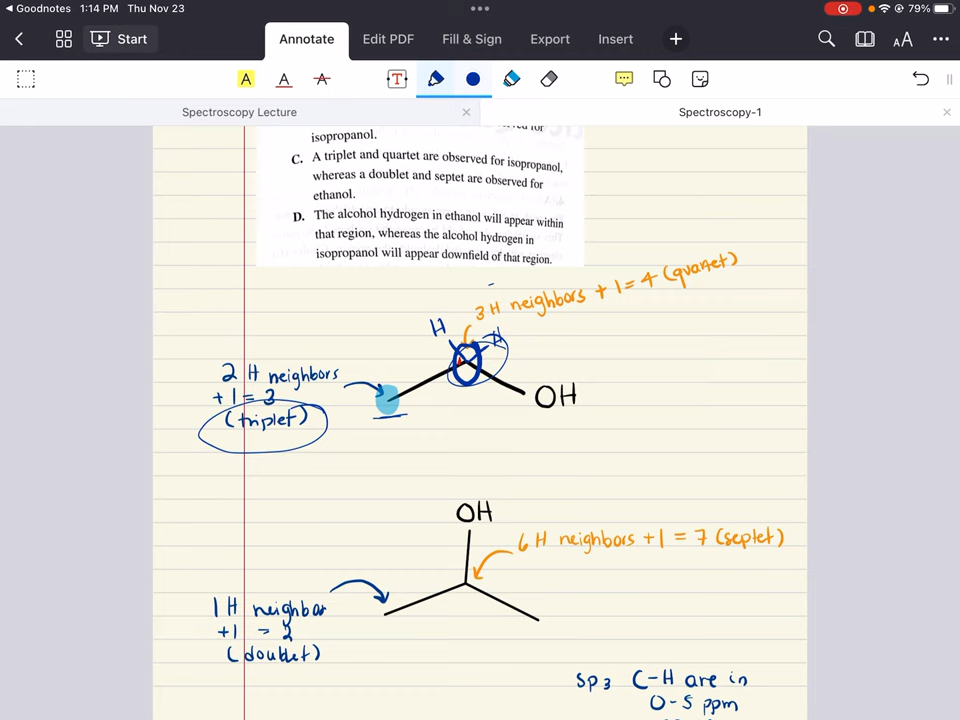 Goodnotes 1:14 PM Thu Nov 23 79%
Start Annotate Edit PDF Fill & Sign Export Insert
Spectroscopy Lecture
Spectroscopy-1
isopropanol.
C. A triplet and quartet are observed for isopropanol,
whereas a doublet and septet are observed for
ethanol.
D. The alcohol hydrogen in ethanol will appear within
that region, whereas the alcohol hydrogen in
isopropanol will appear downfield of that region.
3H neighbors + 1 = 4 (quartet)
H H
2 H neighbors
+1 = 3
(triplet)
OH
OH
6 H neighbors +1 = 7 (septet)
1 H neighbor
+1 = 2
(doublet)
Sp3 C-H are in
0-5 ppm